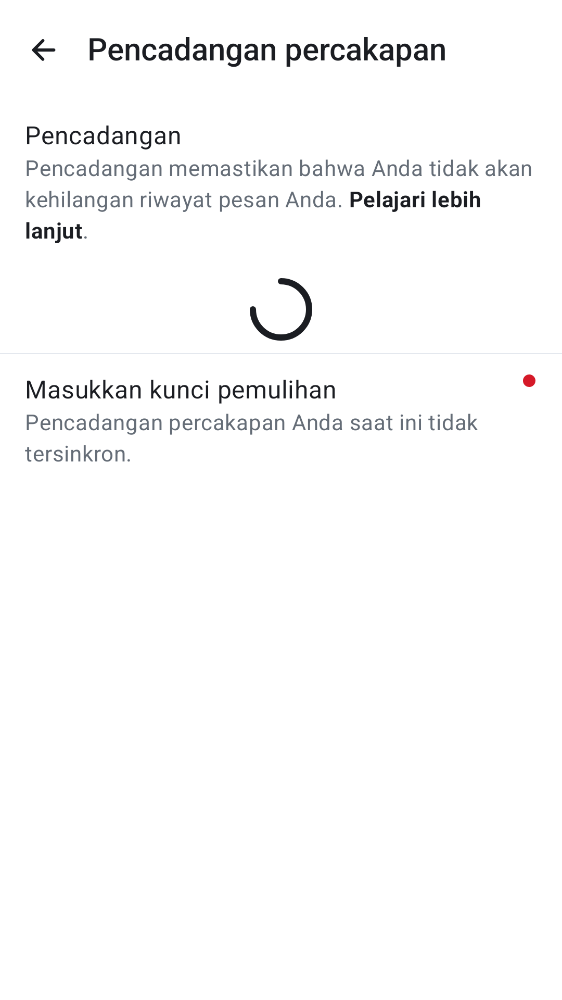 Pencadangan percakapan
Pencadangan
Pencadangan memastikan bahwa Anda tidak akan
kehilangan riwayat pesan Anda. Pelajari lebih
lanjut.
Masukkan kunci pemulihan
Pencadangan percakapan Anda saat ini tidak
tersinkron.